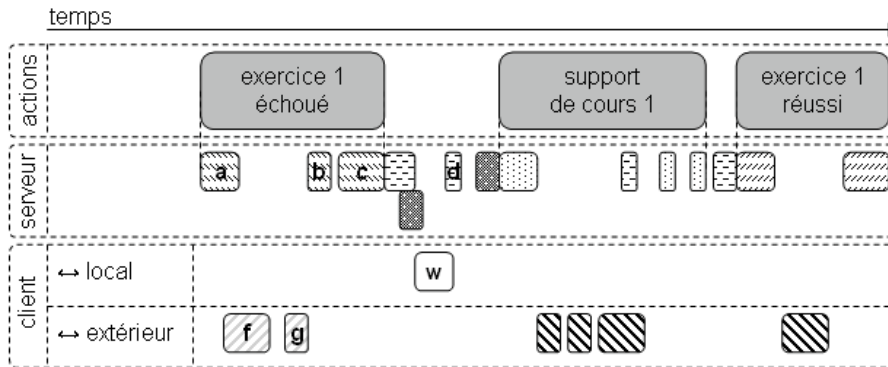 temps
actions
exercice 1
échoué
support
de cours 1
exercice 1
réussi
serveur
a
b
c
d
client
↔ local
w
↔ extérieur
f
g